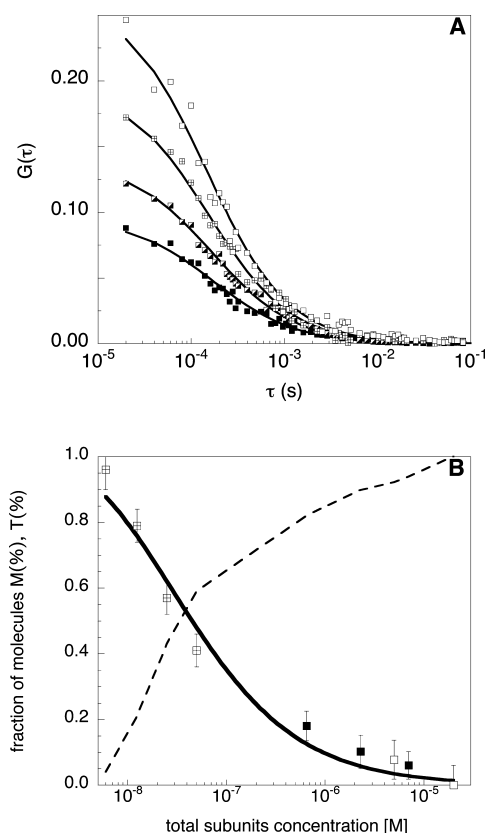 A
0.20
0.10
0.00
G(τ)
10-5 10-4 10-3 10-2 10-1
τ (s)
B
1.0
0.8
0.6
0.4
0.2
0.0
fraction of molecules M(%), T(%)
10-8 10-7 10-6 10-5
total subunits concentration [M]